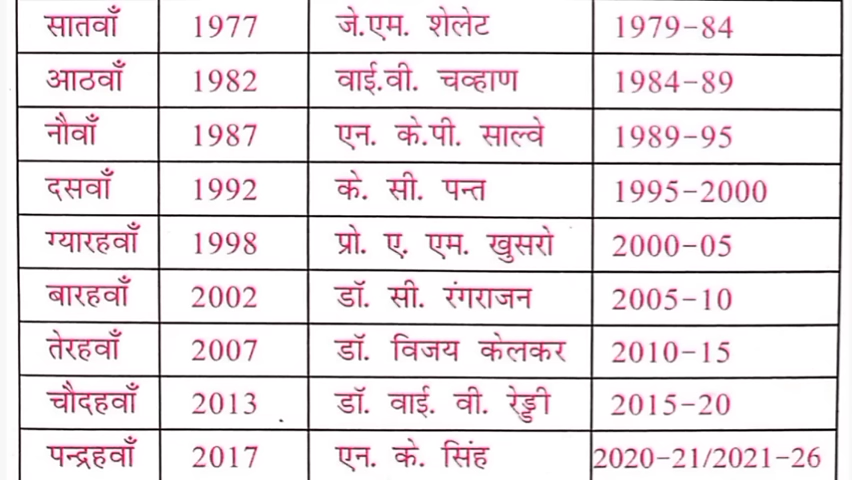 सातवाँ 1977 जे.एम. शेलेट 1979-84
आठवाँ 1982 वाई.वी. चव्हाण 1984-89
नौवाँ 1987 एन. के.पी. साल्वे 1989-95
दसवाँ 1992 के. सी. पन्त 1995-2000
ग्यारहवाँ 1998 प्रो. ए. एम. खुसरो 2000-05
बारहवाँ 2002 डॉ. सी. रंगराजन 2005-10
तेरहवाँ 2007 डॉ. विजय केलकर 2010-15
चौदहवाँ 2013 डॉ. वाई. वी. रेड्डी 2015-20
पन्द्रहवाँ 2017 एन. के. सिंह 2020-21/2021-26